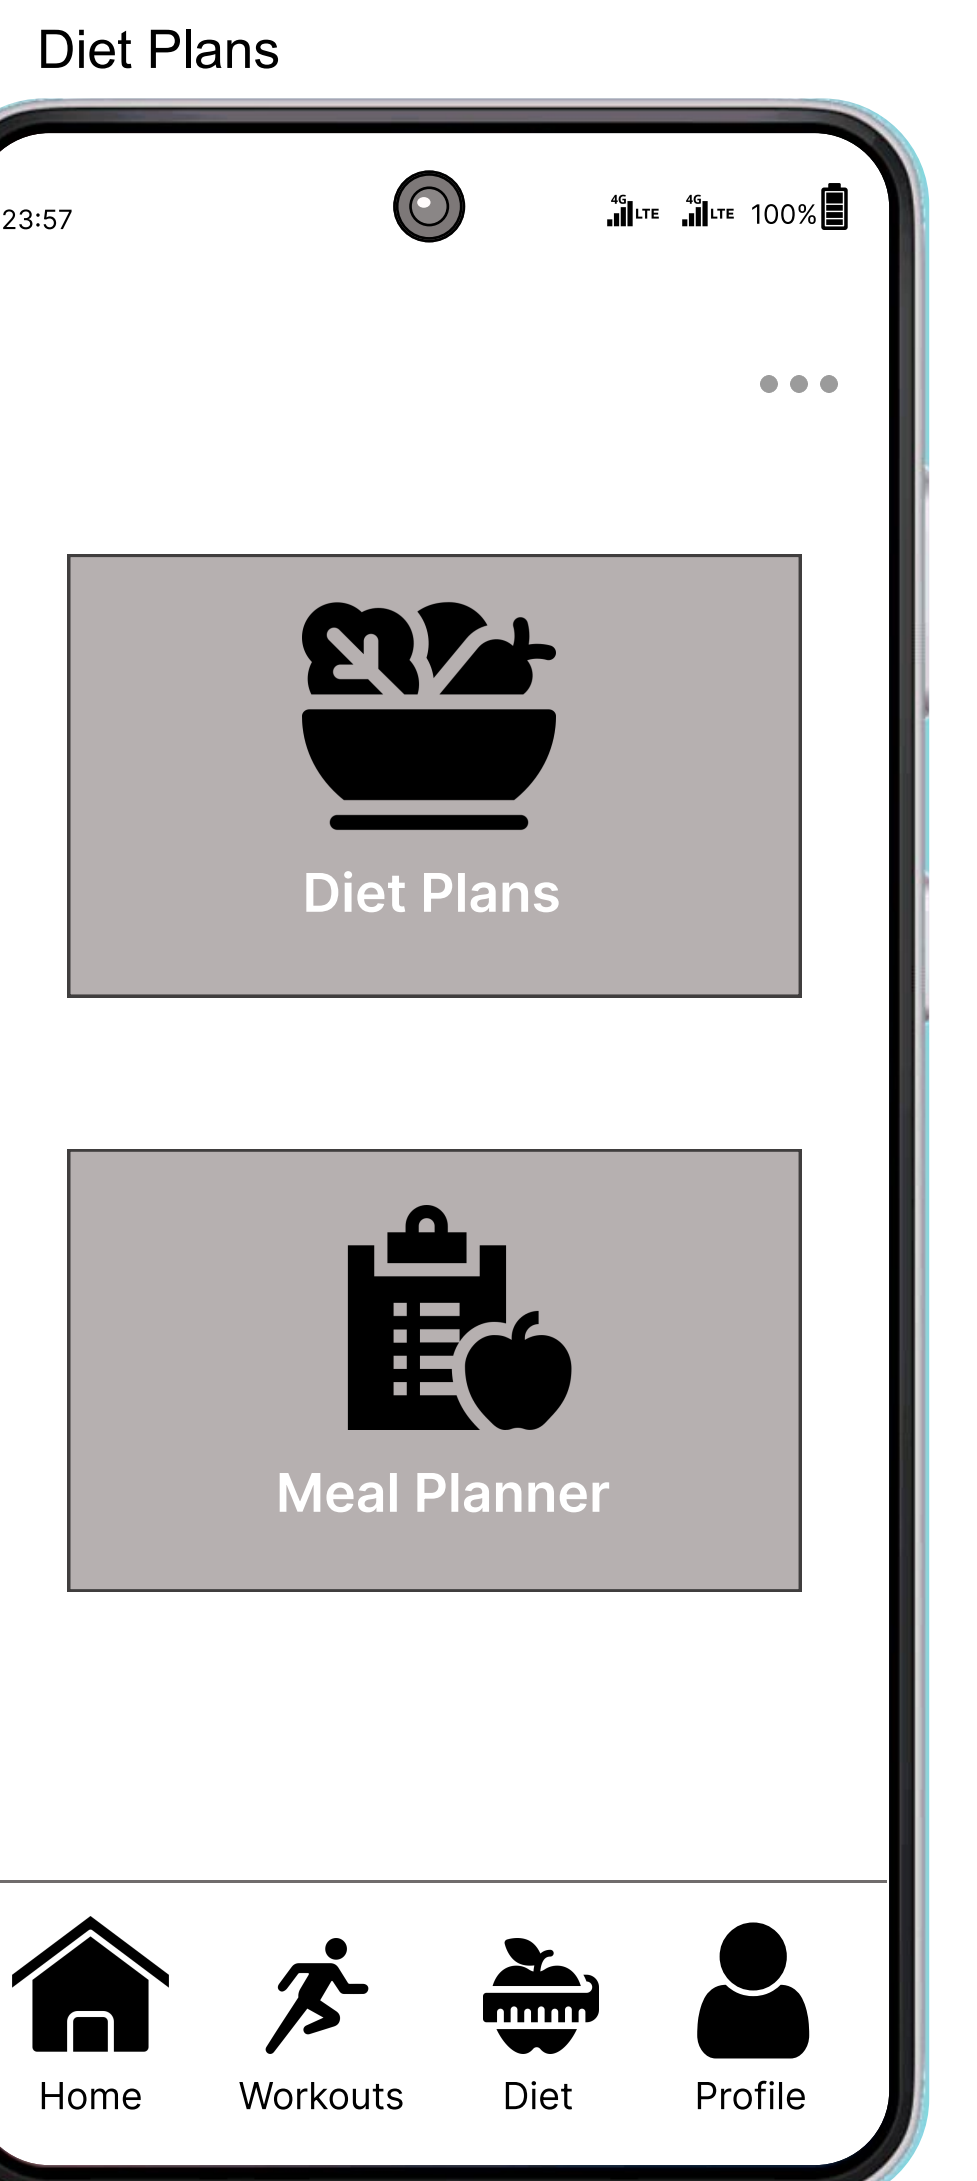 Diet Plans
23:57 4G LTE 4G LTE 100%
Diet Plans
Meal Planner
Home Workouts Diet Profile